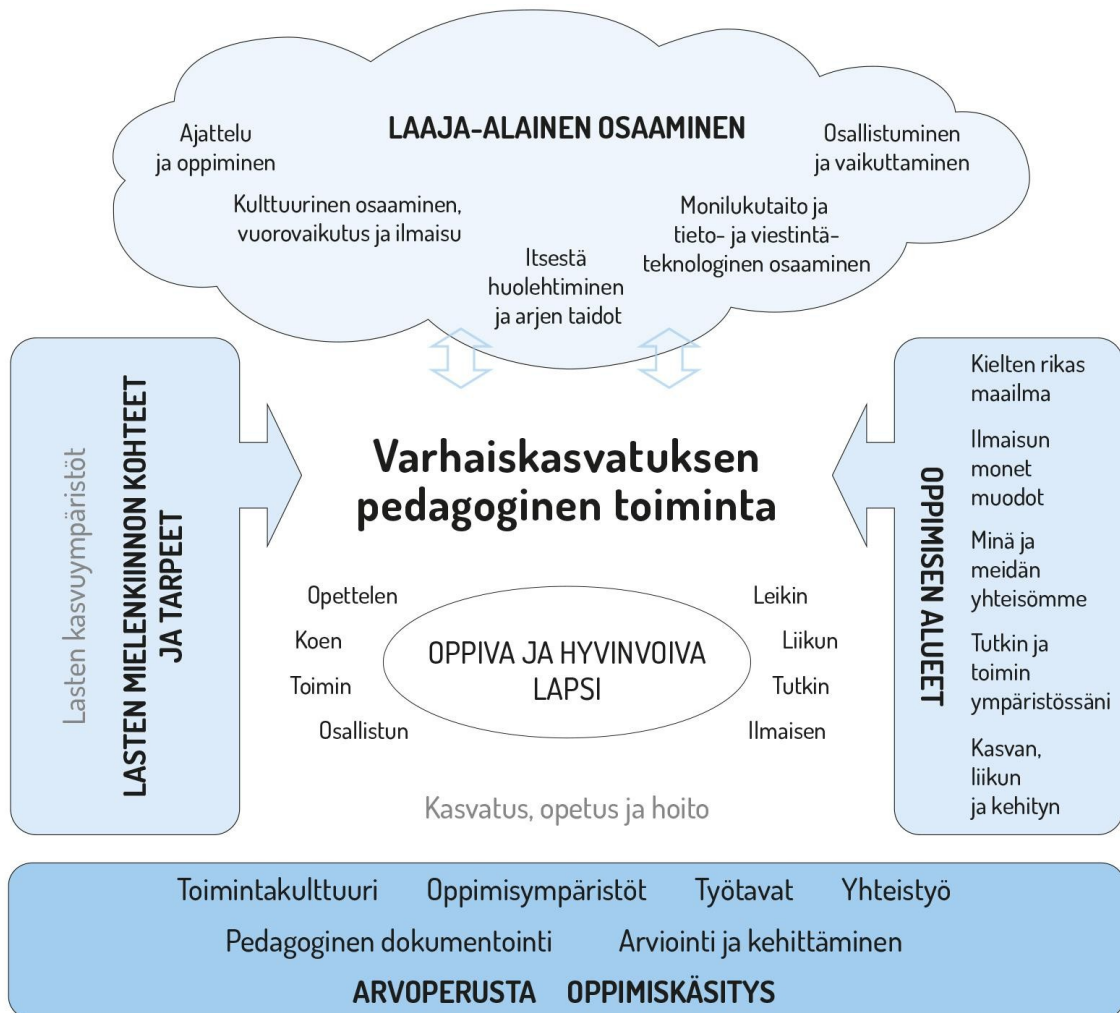 LAAJA-ALAINEN OSAAMINEN
Ajattelu
ja oppiminen
Kulttuurinen osaaminen,
vuorovaikutus ja ilmaisu
Itsestä
huolehtiminen
ja arjen taidot
Monilukutaito ja
tieto- ja viestintä-
teknologinen osaaminen
Osallistuminen
ja vaikuttaminen
Lasten kasvuympäristöt
LASTEN MIELENKIINNON KOHTEET
JA TARPEET
Varhaiskasvatuksen
pedagoginen toiminta
Opettelen
Koen
Toimin
Osallistun
OPPIVA JA HYVINVOIVA
LAPSI
Leikin
Liikun
Tutkin
Ilmaisen
Kasvatus, opetus ja hoito
OPPIMISEN ALUEET
Kielten rikas
maailma
Ilmaisun
monet
muodot
Minä ja
meidän
yhteisömme
Tutkin ja
toimin
ympäristössäni
Kasvan,
liikun
ja kehityn
Toimintakulttuuri Oppimisympäristöt Työtavat Yhteistyö
Pedagoginen dokumentointi Arviointi ja kehittäminen
ARVOPERUSTA OPPIMISKÄSITYS